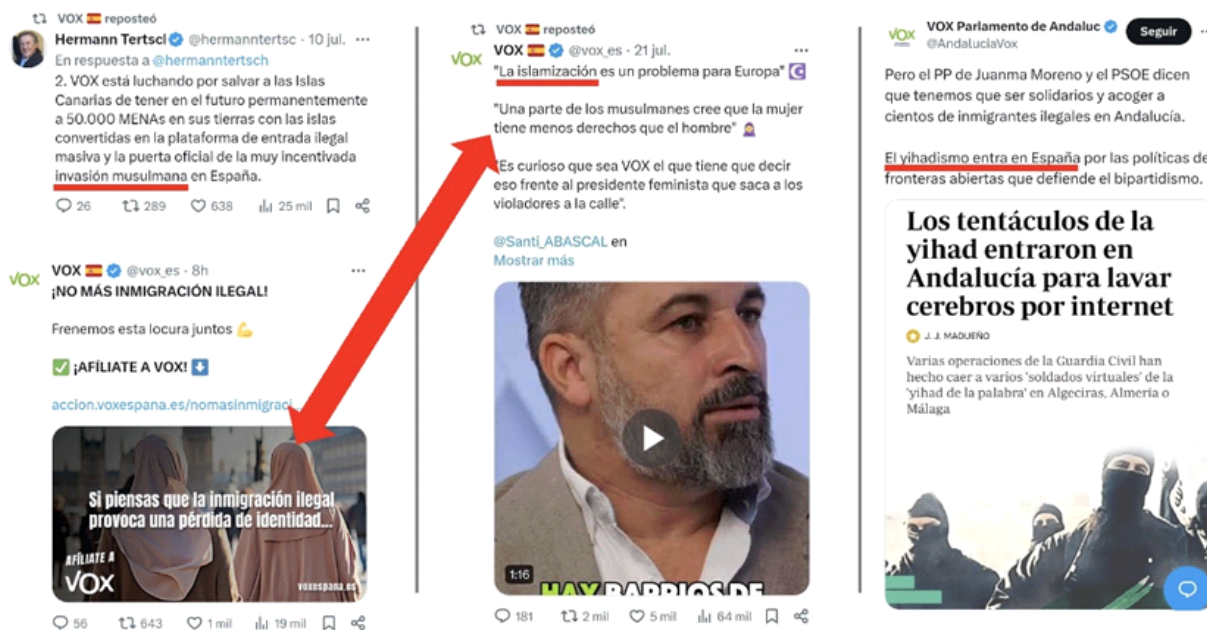 VOX reposteó
Hermann Tertscl @hermanntertsc · 10 jul.
En respuesta a @hermanntertsch
2. VOX está luchando por salvar a las Islas
Canarias de tener en el futuro permanentemente
a 50.000 MENAs en sus tierras con las islas
convertidas en la plataforma de entrada ilegal
masiva y la puerta oficial de la muy incentivada
invasión musulmana en España.
26 289 638 25 mil
VOX
VOX @vox_es · 8h
¡NO MÁS INMIGRACIÓN ILEGAL!
Frenemos esta locura juntos
¡AFÍLIATE A VOX!
accion.voxespana.es/nomasinmigraci...
Si piensas que la inmigración ilegal
provoca una pérdida de identidad...
AFÍLIATE A
VOX
voxespana.es
56 643 1 mil 19 mil
VOX reposteó
VOX
VOX @vox_es · 21 jul.
"La islamización es un problema para Europa"
"Una parte de los musulmanes cree que la mujer
tiene menos derechos que el hombre"
"Es curioso que sea VOX el que tiene que decir
eso frente al presidente feminista que saca a los
violadores a la calle".
@Santi_ABASCAL en
Mostrar más
1:16
HAY BARRIOS DE
181 2 mil 5 mil 64 mil
VOX
VOX Parlamento de Andaluc
Seguir
@AndaluciaVox
Pero el PP de Juanma Moreno y el PSOE dicen
que tenemos que ser solidarios y acoger a
cientos de inmigrantes ilegales en Andalucía.
El yihadismo entra en España por las políticas de
fronteras abiertas que defiende el bipartidismo.
Los tentáculos de la
yihad entraron en
Andalucía para lavar
cerebros por internet
J. J. MADUEÑO
Varias operaciones de la Guardia Civil han
hecho caer a varios 'soldados virtuales' de la
'yihad de la palabra' en Algeciras, Almería o
Málaga